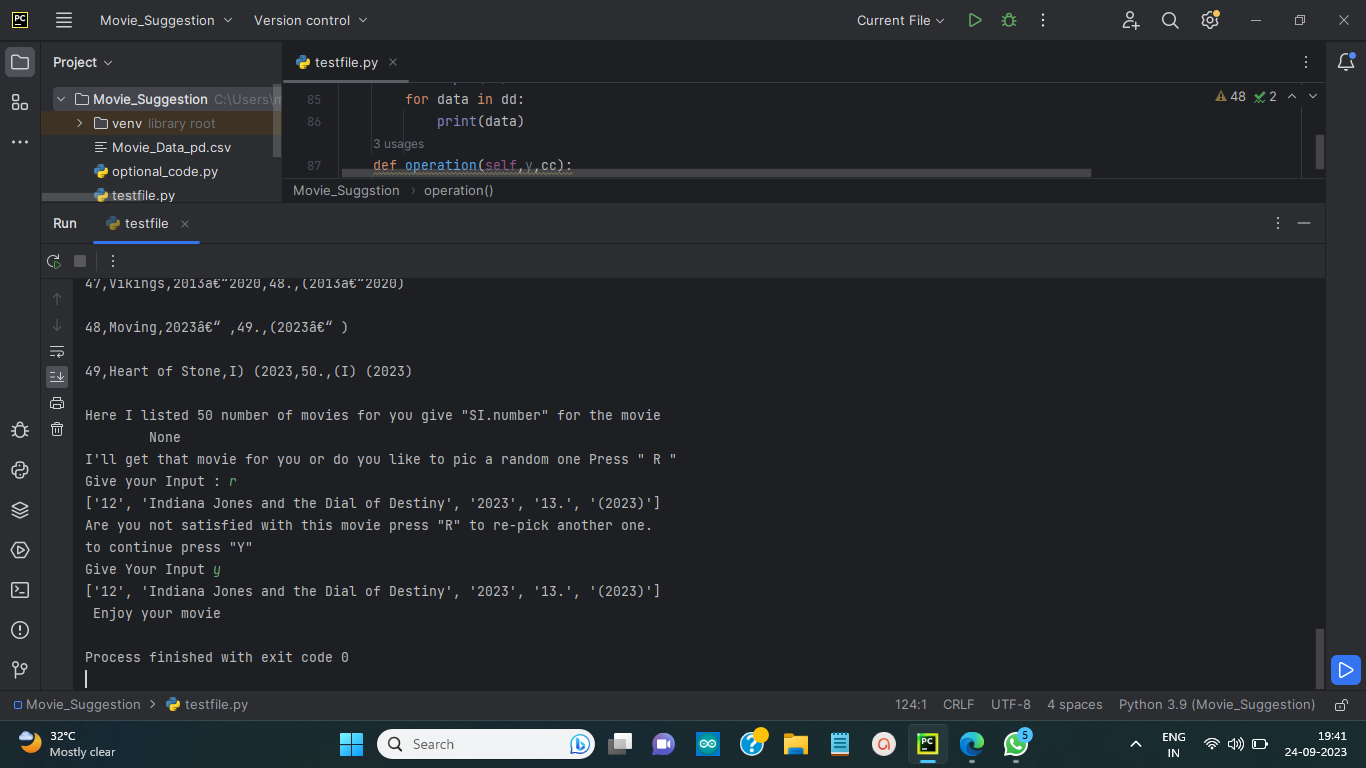 PC
Movie_Suggestion
Version control
Current File
Project
testfile.py
Movie_Suggestion C:\Users\
venv library root
Movie_Data_pd.csv
optional_code.py
testfile.py
85 for data in dd:
86 print(data)
3 usages
87 def operation(self,y,cc):
48 2
Movie_Suggstion > operation()
Run testfile
47,Vikings,2013â€“2020,48.,(2013â€“2020)
48,Moving,2023â€“ ,49.,(2023â€“ )
49,Heart of Stone,I) (2023,50.,(I) (2023)
Here I listed 50 number of movies for you give "SI.number" for the movie
None
I'll get that movie for you or do you like to pic a random one Press " R "
Give your Input : r
['12', 'Indiana Jones and the Dial of Destiny', '2023', '13.', '(2023)']
Are you not satisfied with this movie press "R" to re-pick another one.
to continue press "Y"
Give Your Input y
['12', 'Indiana Jones and the Dial of Destiny', '2023', '13.', '(2023)']
Enjoy your movie
Process finished with exit code 0
Movie_Suggestion > testfile.py
124:1 CRLF UTF-8 4 spaces Python 3.9 (Movie_Suggestion)
32°C
Mostly clear
Search
PC
5
ENG
IN
19:41
24-09-2023